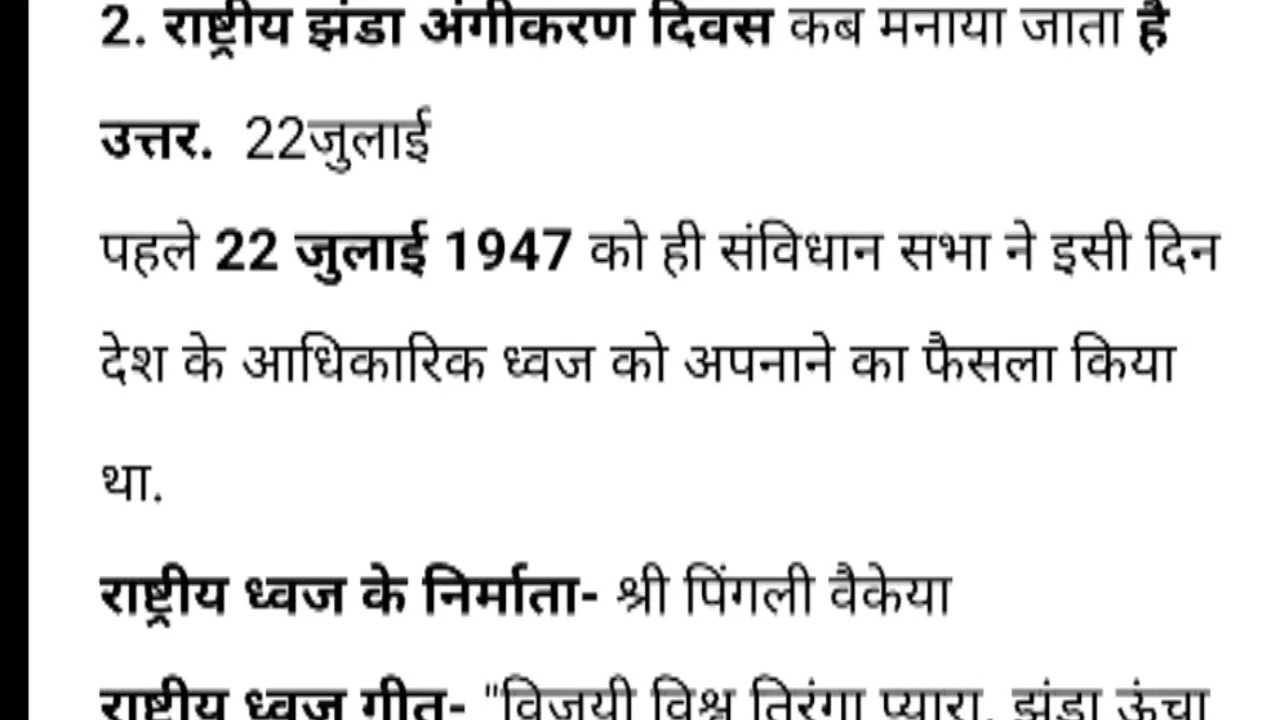 2. राष्ट्रीय झंडा अंगीकरण दिवस कब मनाया जाता है
उत्तर. 22जुलाई
पहले 22 जुलाई 1947 को ही संविधान सभा ने इसी दिन
देश के आधिकारिक ध्वज को अपनाने का फैसला किया
था.
राष्ट्रीय ध्वज के निर्माता- श्री पिंगली वैकेया
राष्ट्रीय ध्वज गीत- "विजयी विश्व तिरंगा प्यारा, झंडा ऊंचा